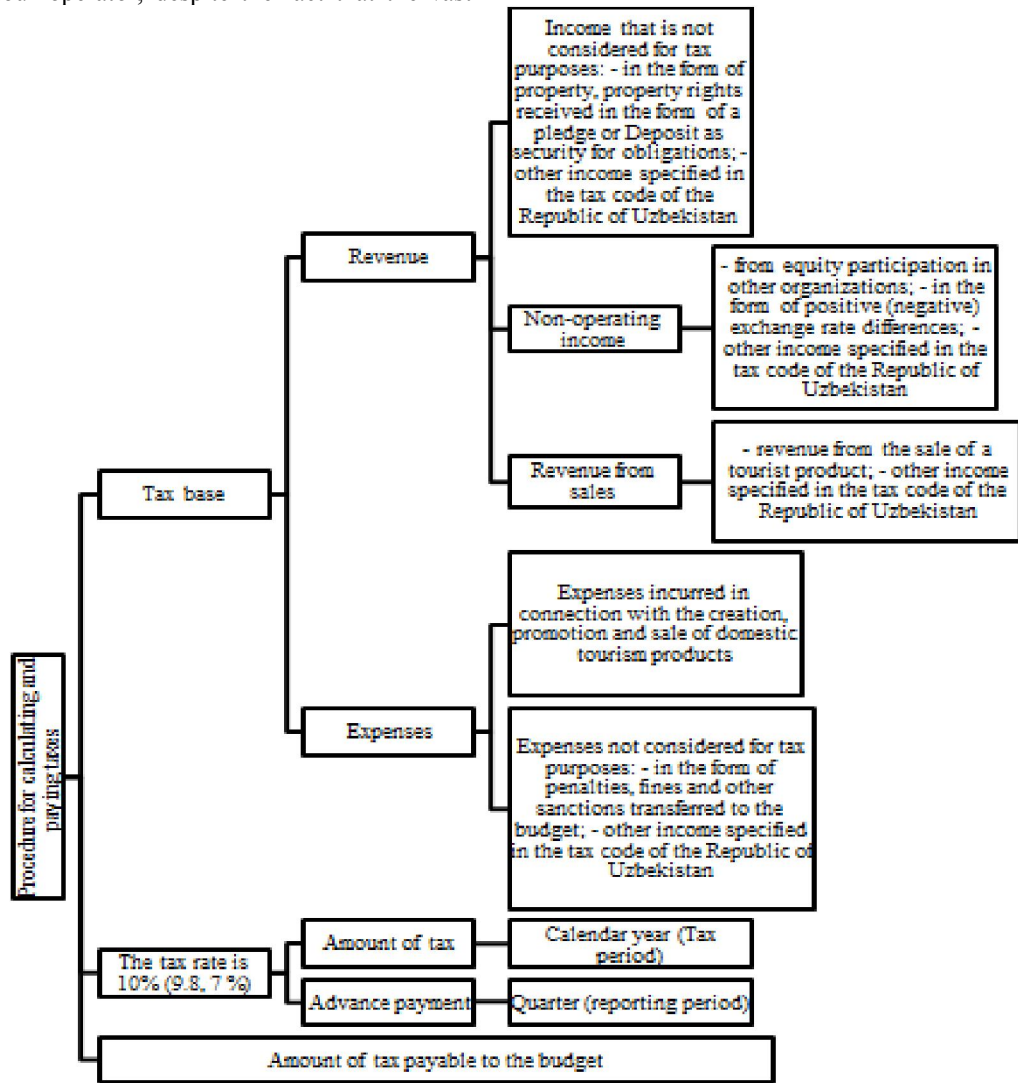 Income that is not
considered for tax
purposes: - in the form of
property, property rights
received in the form of a
pledge or Deposit as
security for obligations; -
other income specified in
the tax code of the
Republic of Uzbekistan
Revenue
- from equity participation in
other organizations; - in the
form of positive (negative)
exchange rate differences; -
other income specified in the
tax code of the Republic of
Uzbekistan
Non-operating
income
- revenue from the sale of a
tourist product; - other income
specified in the tax code of the
Republic of Uzbekistan
Revenue from
sales
Tax base
Expenses incurred in
connection with the creation,
promotion and sale of domestic
tourism products
Procedure for calculating and
paying taxes
Expenses
Expenses not considered for tax
purposes: - in the form of
penalties, fines and other
sanctions transferred to the
budget; - other income specified
in the tax code of the Republic of
Uzbekistan
The tax rate is
10% (9.8, 7 %)
Amount of tax
Calendar year (Tax
period)
Advance payment
Quarter (reporting period)
Amount of tax payable to the budget